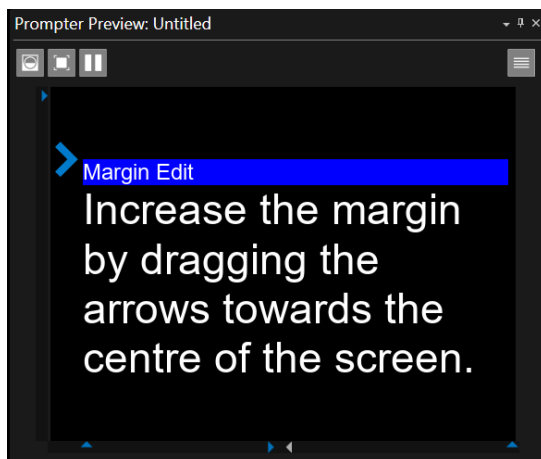 Prompter Preview: Untitled
Margin Edit
Increase the margin
by dragging the
arrows towards the
centre of the screen.